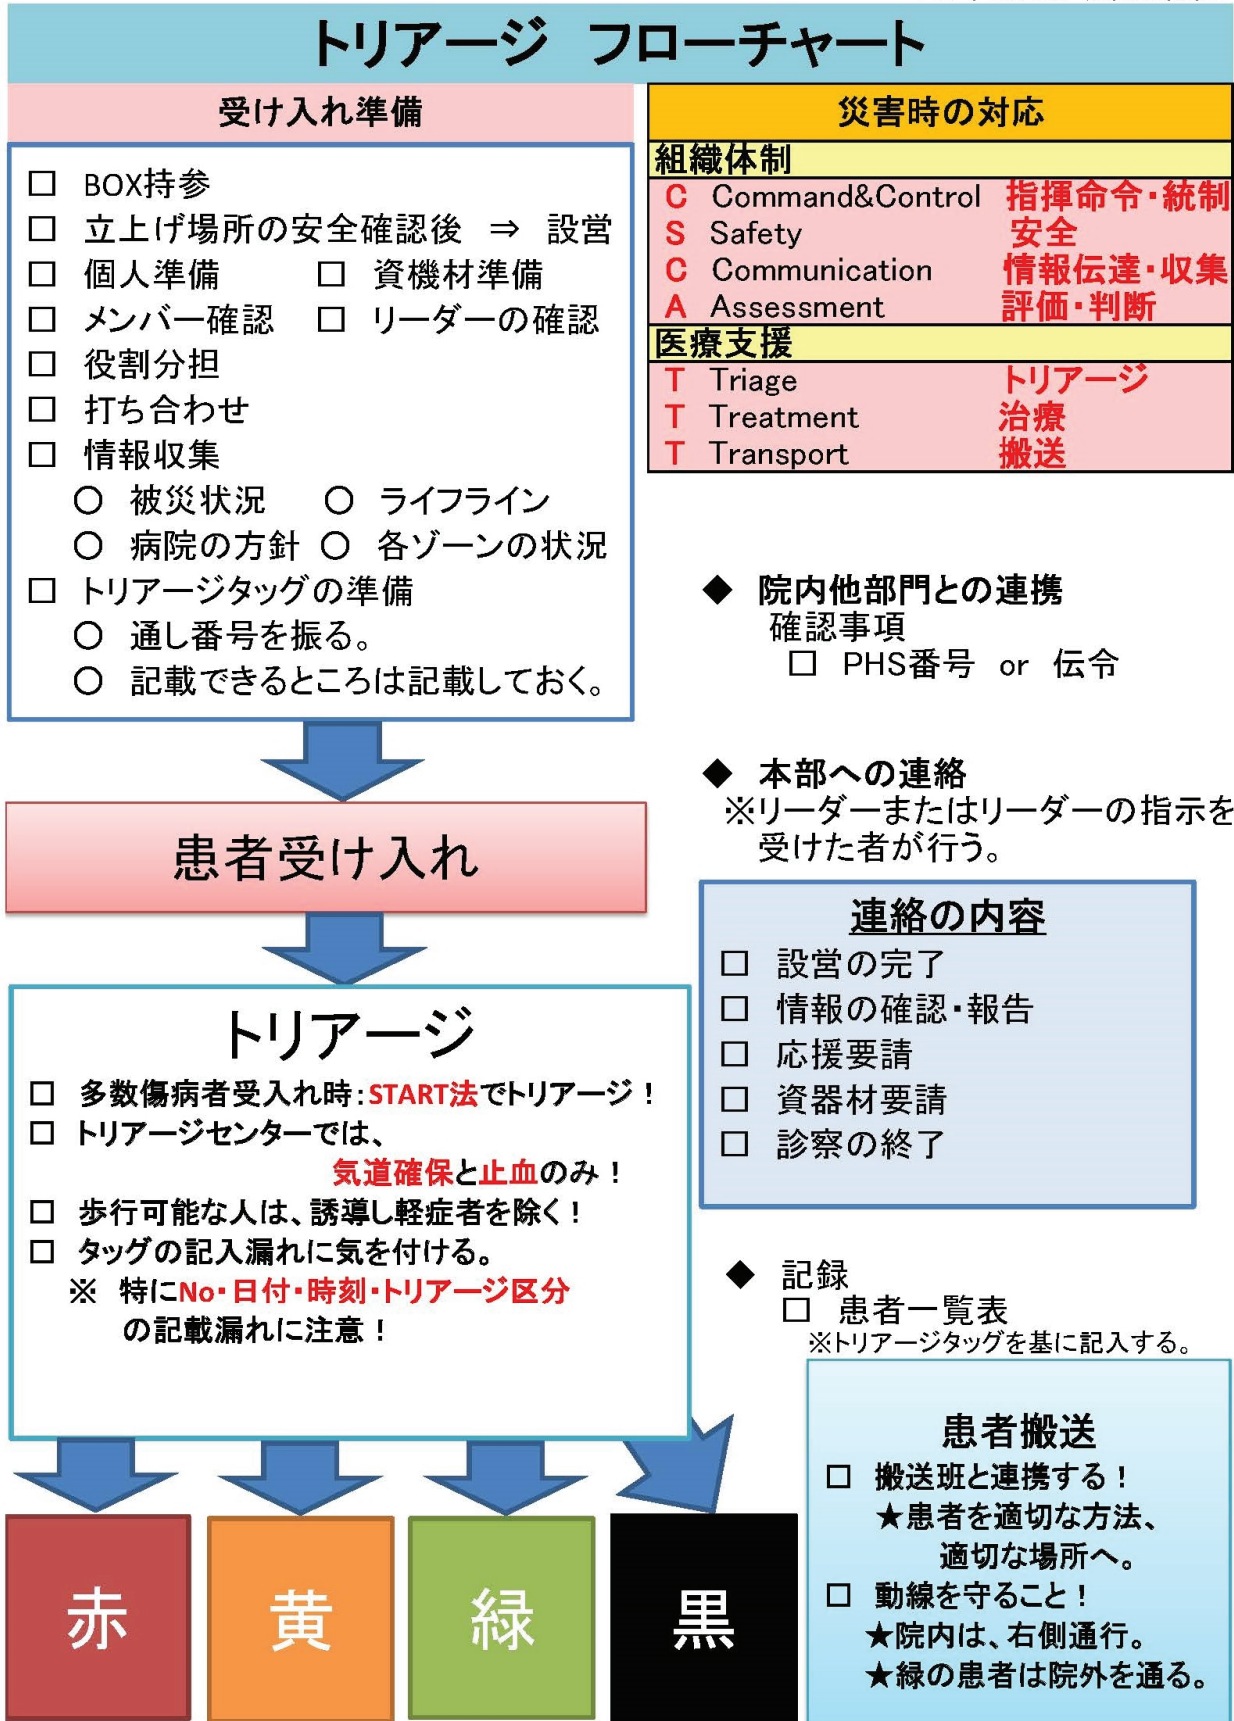 トリアージ フローチャート
受け入れ準備
□ BOX持参
□ 立上げ場所の安全確認後 ⇒ 設営
□ 個人準備 □ 資機材準備
□ メンバー確認 □ リーダーの確認
□ 役割分担
□ 打ち合わせ
□ 情報収集
○ 被災状況 ○ ライフライン
○ 病院の方針 ○ 各ゾーンの状況
□ トリアージタッグの準備
○ 通し番号を振る。
○ 記載できるところは記載しておく。
患者受け入れ
トリアージ
□ 多数傷病者受入れ時:START法でトリアージ!
□ トリアージセンターでは、
気道確保と止血のみ!
□ 歩行可能な人は、誘導し軽症者を除く!
□ タッグの記入漏れに気を付ける。
※ 特にNo・日付・時刻・トリアージ区分
の記載漏れに注意!
赤
黄
緑
黒
災害時の対応
組織体制
C Command&Control 指揮命令・統制
S Safety 安全
C Communication 情報伝達・収集
A Assessment 評価・判断
医療支援
T Triage トリアージ
T Treatment 治療
T Transport 搬送
◆ 院内他部門との連携
確認事項
□ PHS番号 or 伝令
◆ 本部への連絡
※リーダーまたはリーダーの指示を
受けた者が行う。
連絡の内容
□ 設営の完了
□ 情報の確認・報告
□ 応援要請
□ 資器材要請
□ 診察の終了
◆ 記録
□ 患者一覧表
※トリアージタッグを基に記入する。
患者搬送
□ 搬送班と連携する!
★患者を適切な方法、
適切な場所へ。
□ 動線を守ること!
★院内は、右側通行。
★緑の患者は院外を通る。